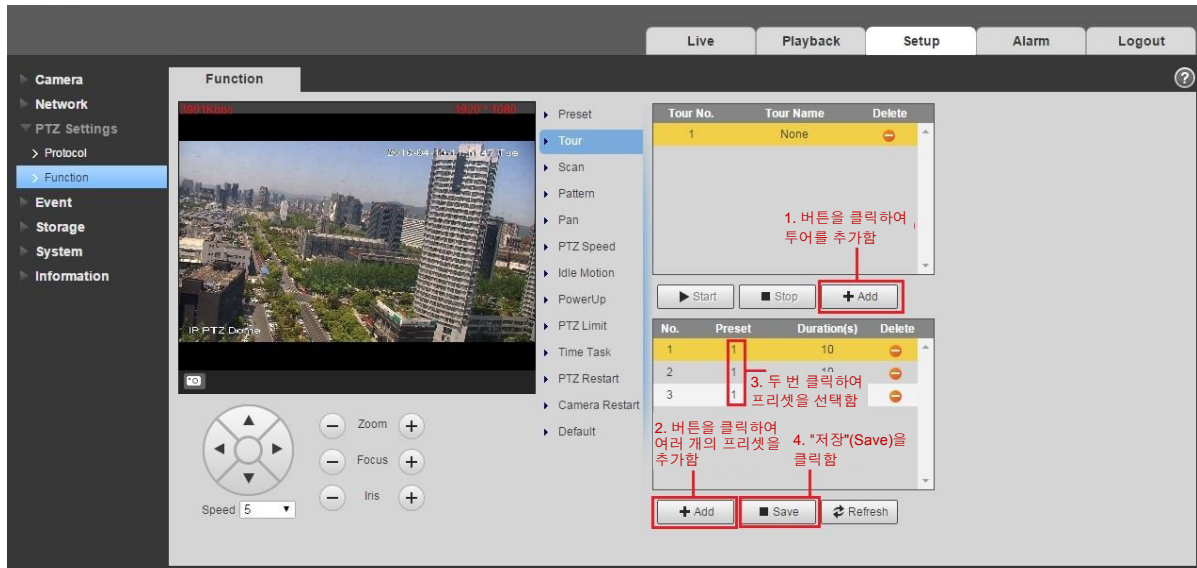 Live
Playback
Setup
Alarm
Logout
Camera
Network
PTZ Settings
Protocol
Function
Event
Storage
System
Information
Function
3991Kbps
1920 * 1080
IP PTZ Dome
Zoom
Focus
Iris
Speed 5
Preset
Tour
Scan
Pattern
Pan
PTZ Speed
Idle Motion
PowerUp
PTZ Limit
Time Task
PTZ Restart
Camera Restart
Default
Tour No. Tour Name Delete
1 None
1. 버튼을 클릭하여
투어를 추가함
Start
Stop
Add
No. Preset Duration(s) Delete
1 1 10
2 1 10
3 1
3. 두 번 클릭하여
프리셋을 선택함
2. 버튼을 클릭하여
여러 개의 프리셋을
추가함
4. "저장"(Save)을
클릭함
Add
Save
Refresh